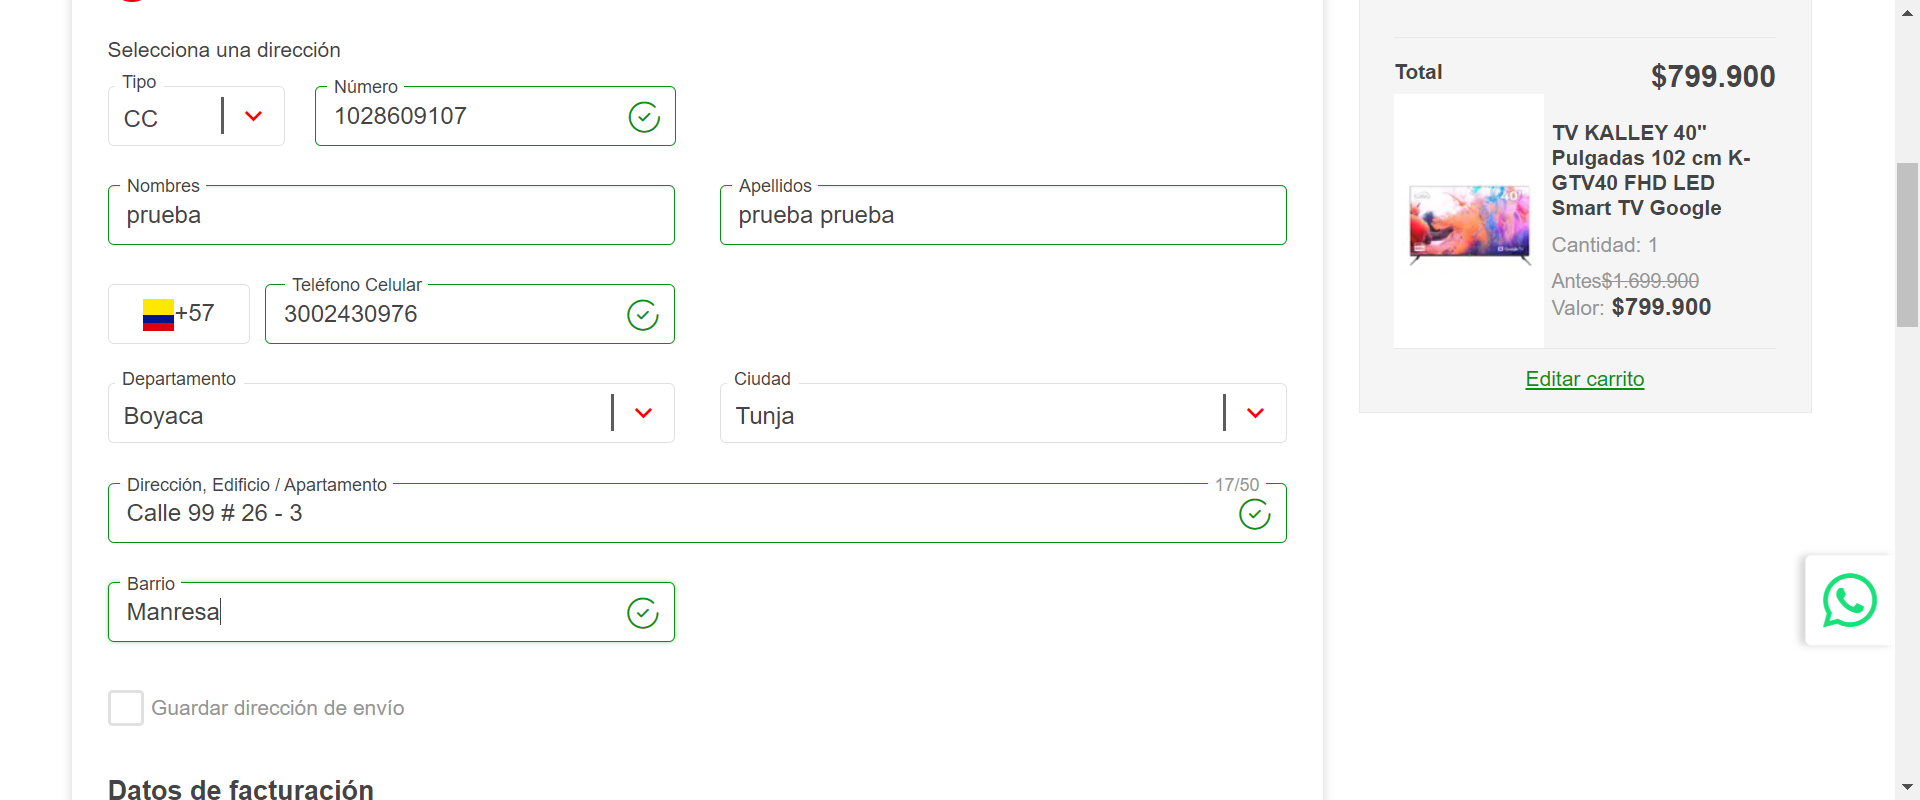 Selecciona una dirección
Tipo
CC
Número
1028609107
Nombres
prueba
Apellidos
prueba prueba
+57
Teléfono Celular
3002430976
Departamento
Boyaca
Ciudad
Tunja
Dirección, Edificio / Apartamento
17/50
Calle 99 # 26 - 3
Barrio
Manresa
Guardar dirección de envío
Datos de facturación
Total
$799.900
TV KALLEY 40"
Pulgadas 102 cm K-
GTV40 FHD LED
Smart TV Google
Cantidad: 1
Antes$1.699.900
Valor: $799.900
Editar carrito